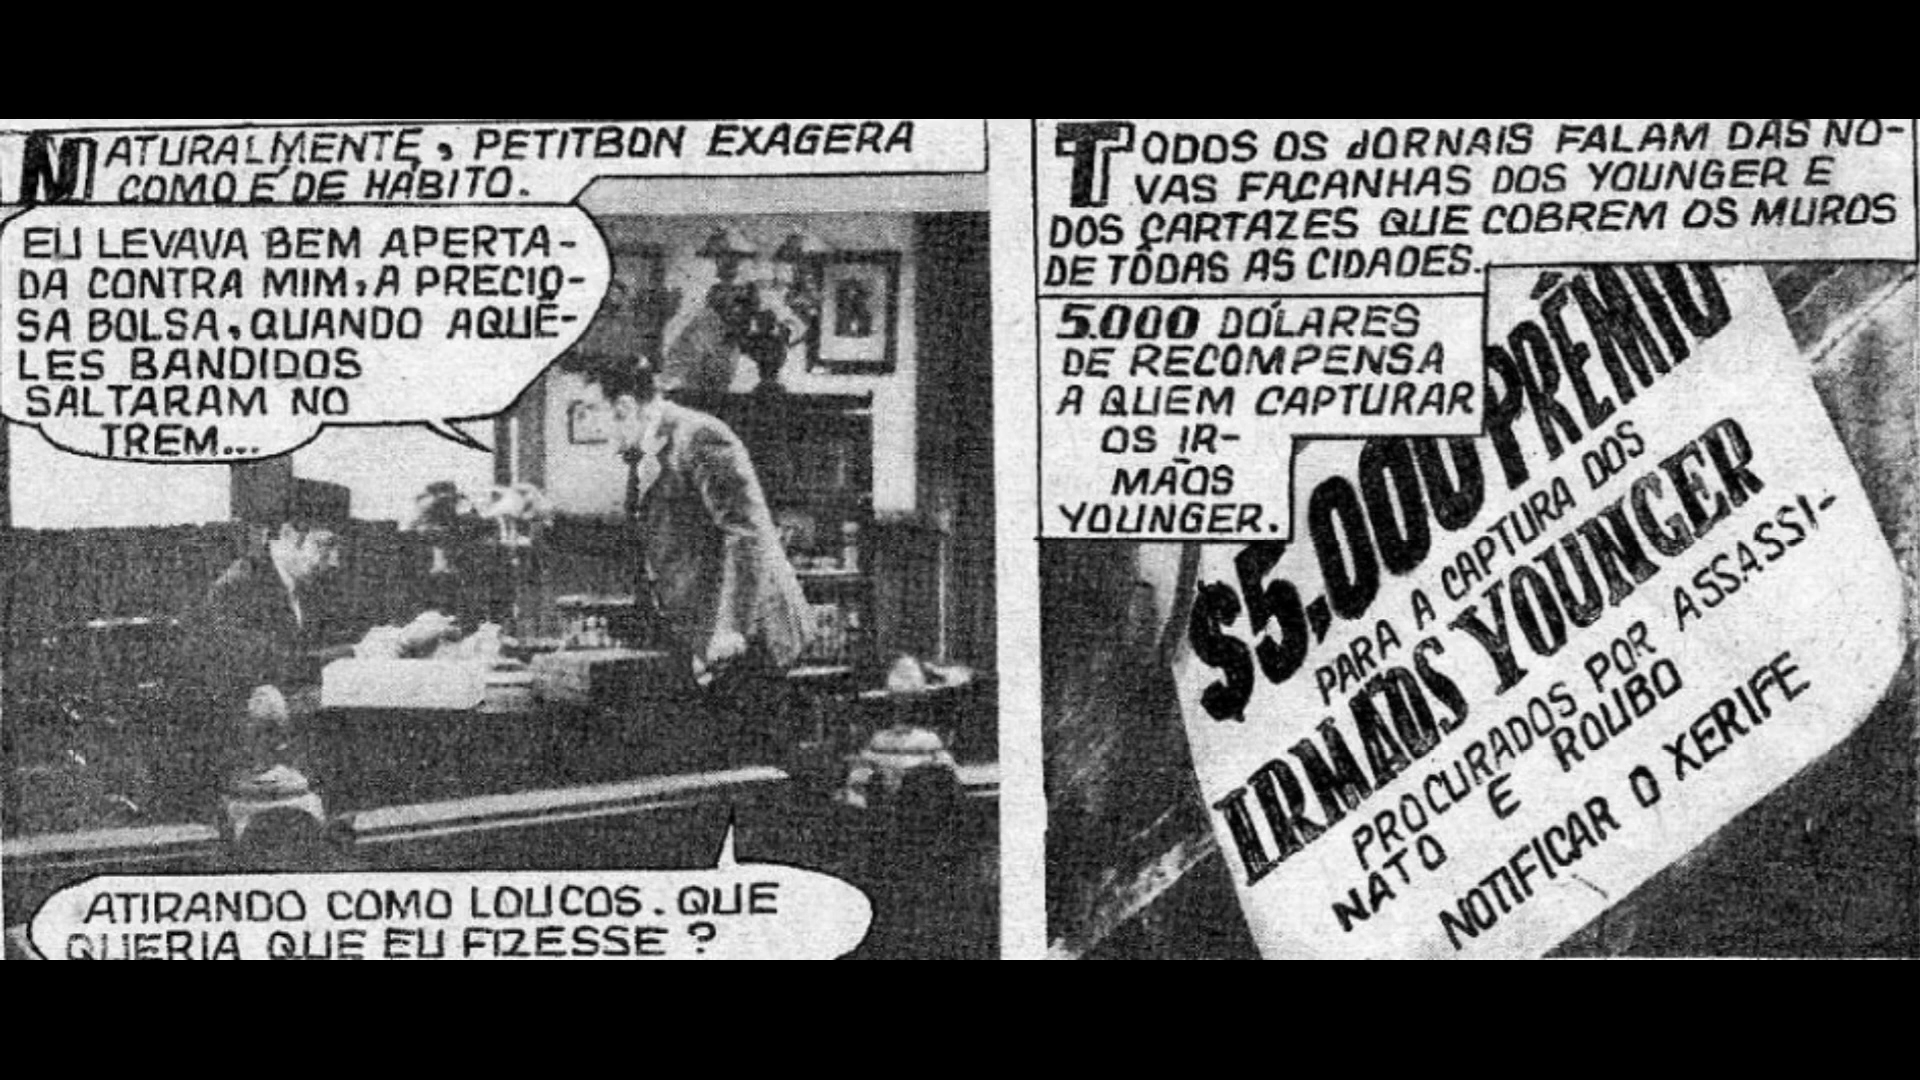 NATURALMENTE, PETITBON EXAGERA
COMO É DE HÁBITO.
EU LEVAVA BEM APERTA-
DA CONTRA MIM, A PRECIO-
SA BOLSA, QUANDO AQUÊ-
LES BANDIDOS
SALTARAM NO
TREM...
ATIRANDO COMO LOUCOS. QUE
QUERIA QUE EU FIZESSE?
TODOS OS JORNAIS FALAM DAS NO-
VAS FAÇANHAS DOS YOUNGER E
DOS CARTAZES QUE COBREM OS MUROS
DE TÔDAS AS CIDADES.
5.000 DÓLARES
DE RECOMPENSA
A QUEM CAPTURAR
OS IR-
MÃOS
YOUNGER.
$5.000 PRÊMIO
PARA A CAPTURA DOS
IRMÃOS YOUNGER
PROCURADOS POR ASSASSI-
NATO E ROUBO
NOTIFICAR O XERIFE